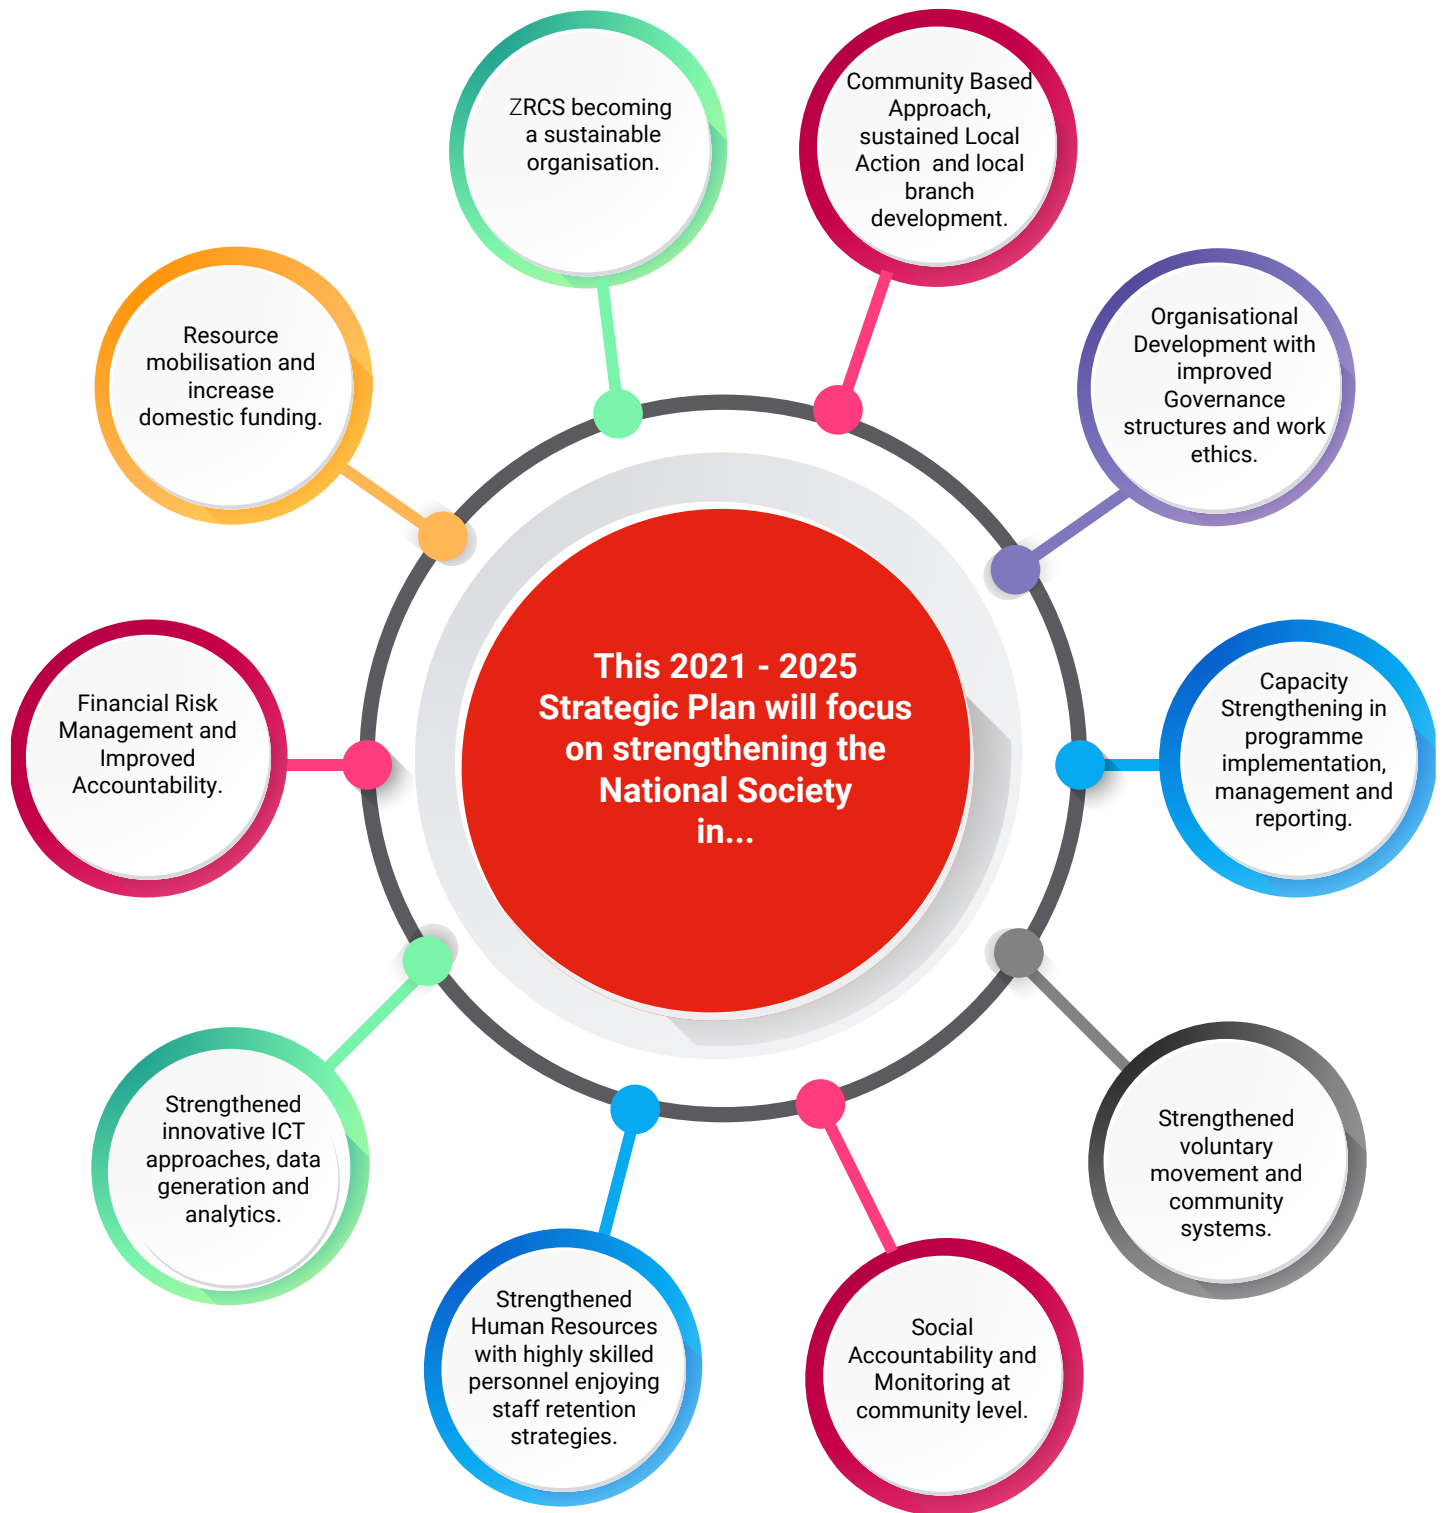 ZRCS becoming
a sustainable
organisation.
Community Based
Approach,
sustained Local
Action and local
branch
development.
Organisational
Development with
improved
Governance
structures and work
ethics.
Capacity
Strengthening in
programme
implementation,
management and
reporting.
Strengthened
voluntary
movement and
community
systems.
Social
Accountability and
Monitoring at
community level.
Strengthened
Human Resources
with highly skilled
personnel enjoying
staff retention
strategies.
Strengthened
innovative ICT
approaches, data
generation and
analytics.
Financial Risk
Management and
Improved
Accountability.
Resource
mobilisation and
increase
domestic funding.
This 2021 - 2025
Strategic Plan will focus
on strengthening the
National Society
in...